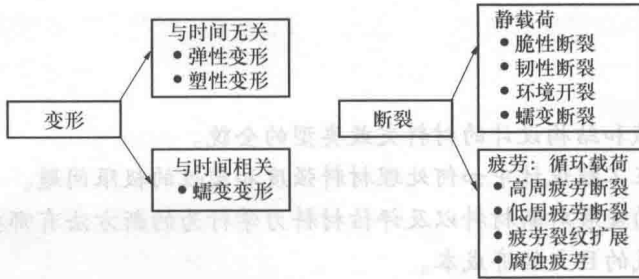 变形
与时间无关
• 弹性变形
• 塑性变形
与时间相关
• 蠕变变形
断裂
静载荷
• 脆性断裂
• 韧性断裂
• 环境开裂
• 蠕变断裂
疲劳：循环载荷
• 高周疲劳断裂
• 低周疲劳断裂
• 疲劳裂纹扩展
• 腐蚀疲劳